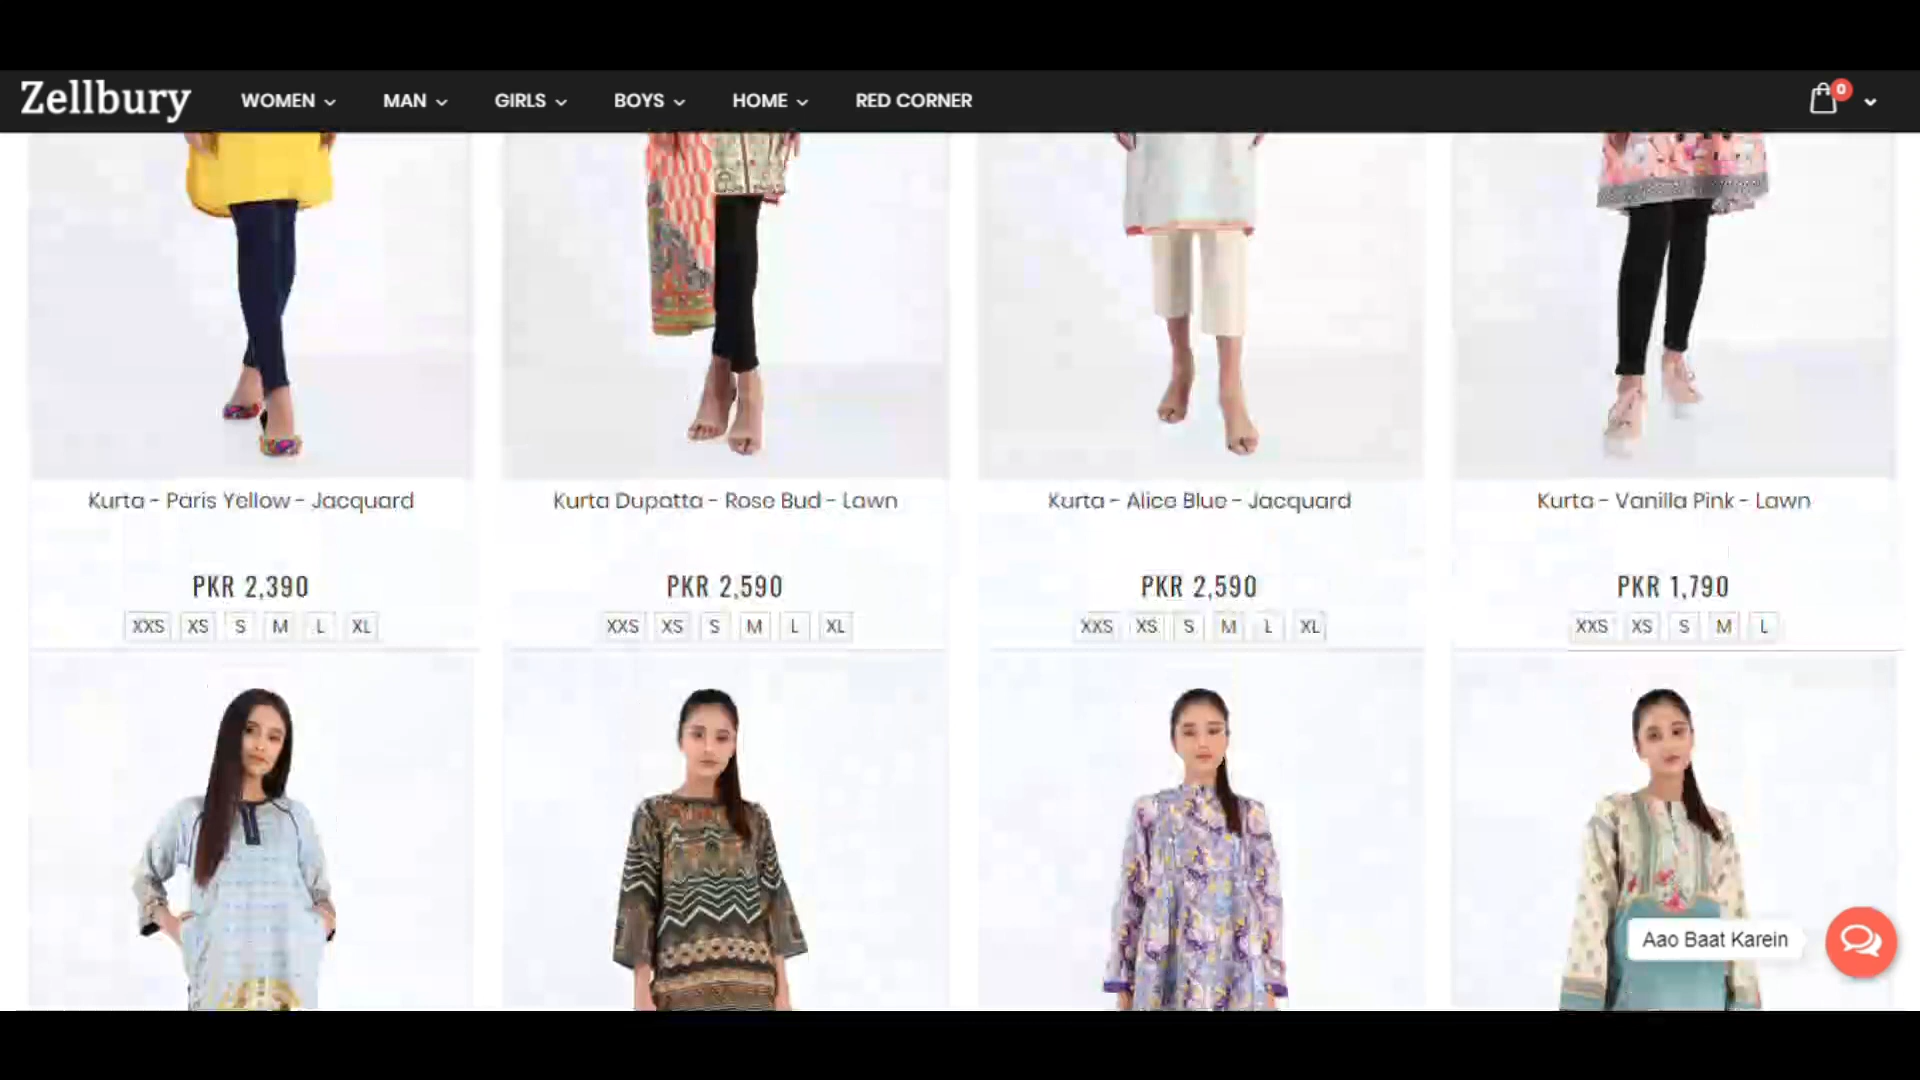 Zellbury WOMEN MAN GIRLS BOYS HOME RED CORNER 0
Kurta - Paris Yellow - Jacquard
Kurta Dupatta - Rose Bud - Lawn
Kurta - Alice Blue - Jacquard
Kurta - Vanilla Pink - Lawn
PKR 2,390
PKR 2,590
PKR 2,590
PKR 1,790
XXS XS S M L XL
XXS XS S M L XL
XXS XS S M L XL
XXS XS S M L
Aao Baat Karein